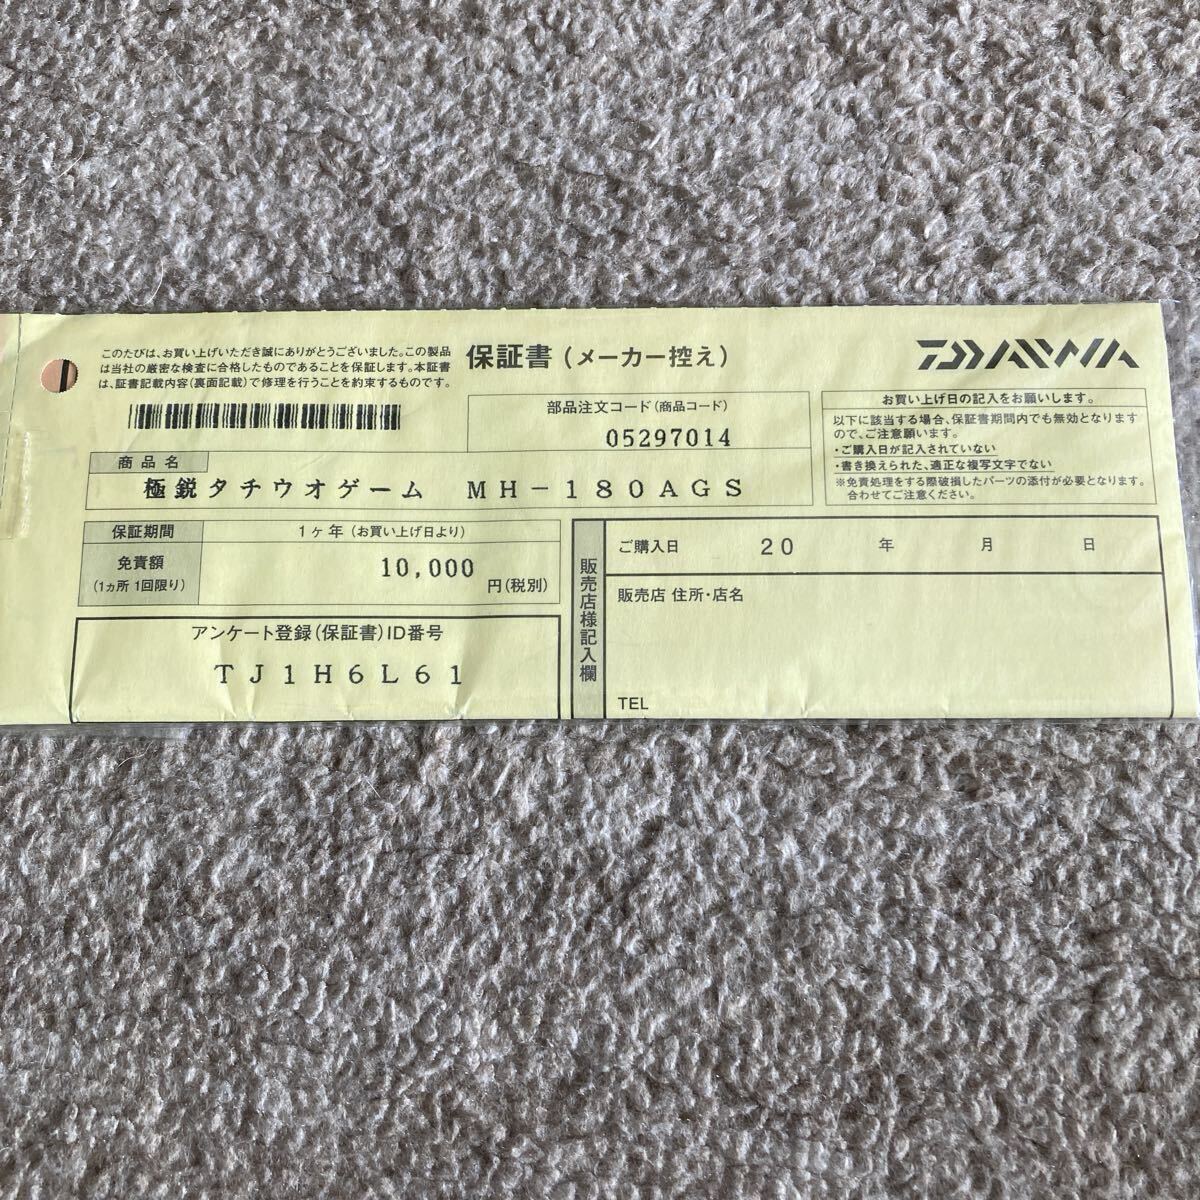 このたびは、お買い上げいただき誠にありがとうございました。この製品
は当社の厳密な検査に合格したものであることを保証します。本証書
は、証書記載内容(裏面記載)で修理を行うことを約束するものです。
保証書(メーカー控え)
DAIWA
部品注文コード(商品コード)
05297014
商品名
極鋭タチウオゲーム MH-180AGS
お買い上げ日の記入をお願いします。
以下に該当する場合、保証書期間内でも無効となります
ので、ご注意願います。
・ご購入日が記入されていない
・書き換えられた、適正な複写文字でない
※免責処理をする際破損したパーツの添付が必要となります。
合わせてご注意ください。
保証期間
1ヶ年(お買い上げ日より)
免責額
(1ヵ所 1回限り)
10,000
円(税別)
アンケート登録(保証書)ID番号
TJ1H6L61
販売店様記入欄
ご購入日 20 年 月 日
販売店 住所・店名
TEL